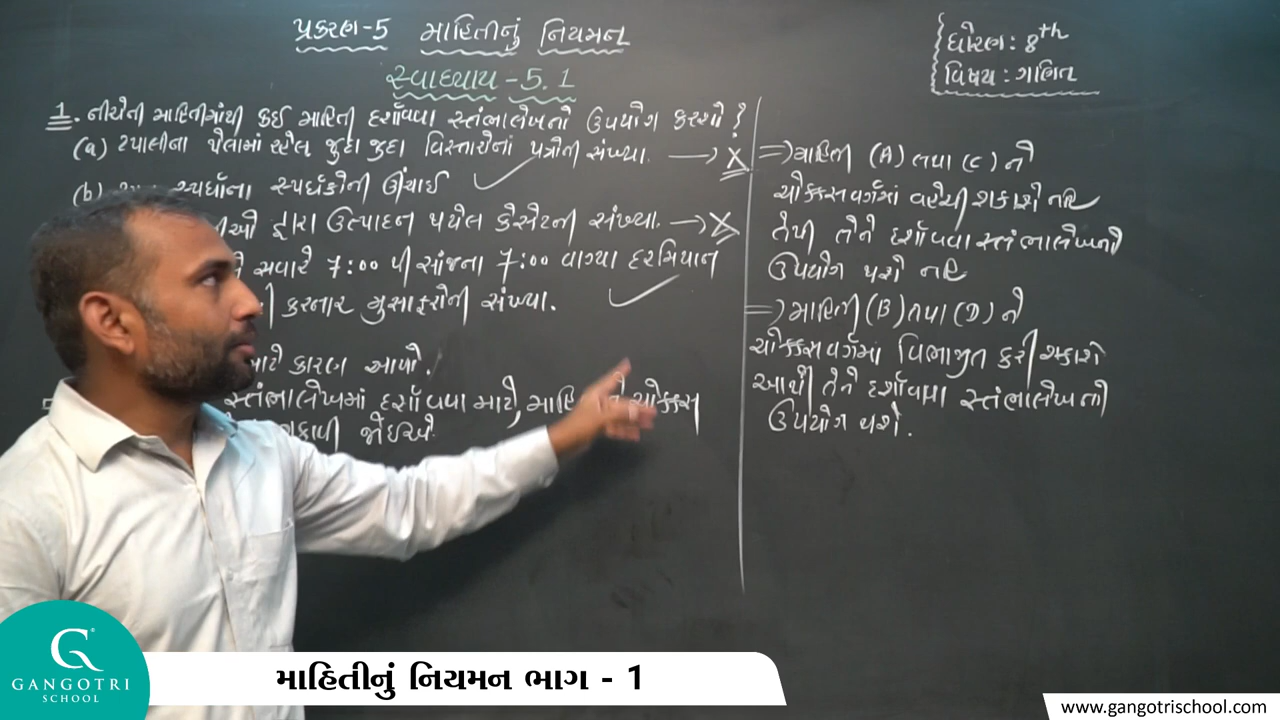 પ્રકરણ-5 માહિતીનું નિયમન
ધોરણ : 8th
વિષય : ગણિત
સ્વાધ્યાય - 5.1
1. નીચેની માહિતીમાંથી કઈ માહિતી દર્શાવવા સ્તંભાલેખનો ઉપયોગ કરશો ?
(a) ટપાલીના થેલામાં રહેલ જુદા જુદા વિસ્તારોનાં પત્રોની સંખ્યા. → X
(b) સ્પર્ધાના સ્પર્ધકોની ઊંચાઈ ✓
દ્વારા ઉત્પાદન થયેલ કેસેટની સંખ્યા. → X
સવારે 7:00 થી સાંજના 7:00 વાગ્યા દરમિયાન
કરનાર મુસાફરોની સંખ્યા. ✓
માટે કારણ આપો.
સ્તંભાલેખમાં દર્શાવવા માટે, ચોક્કસ
જોઈએ
⇒ માહિતી (A) તથા (C) ને
ચોક્કસ વર્ગમાં વહેંચી શકાશે નહિ
તેથી તેને દર્શાવવા સ્તંભાલેખનો
ઉપયોગ થશે નહિ
⇒ માહિતી (B) તથા (D) ને
ચોક્કસ વર્ગમાં વિભાજીત કરી શકાશે
આથી તેને દર્શાવવા સ્તંભાલેખનો
ઉપયોગ થશે.
G
GANGOTRI
SCHOOL
માહિતીનું નિયમન ભાગ - 1
www.gangotrischool.com